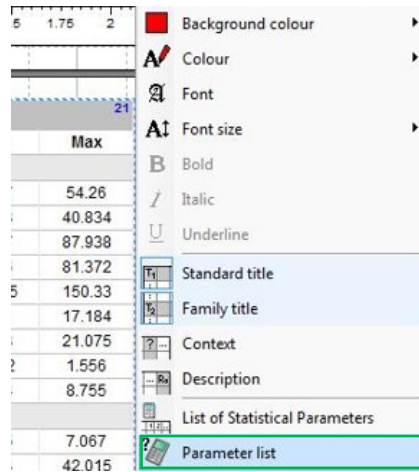 5 1.75 2
21
Max
54.26
40.834
87.938
81.372
5 150.33
17.184
21.075
2 1.556
8.755
7.067
42.015
Background colour
Colour
Font
Font size
B Bold
I Italic
U Underline
T1 Standard title
T2 Family title
Context
Description
List of Statistical Parameters
Parameter list